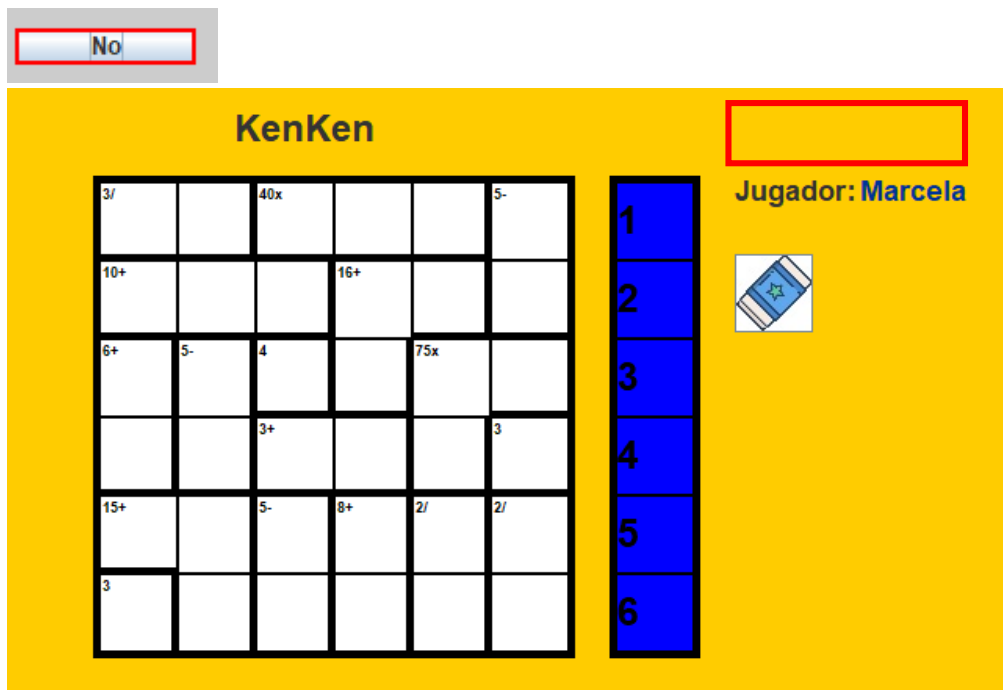 No
KenKen
Jugador: Marcela
3/ 40x 5- 1
10+ 16+ 2
6+ 5- 4 75x 3
3+ 3 4
15+ 5- 8+ 2/ 2/ 5
3 6